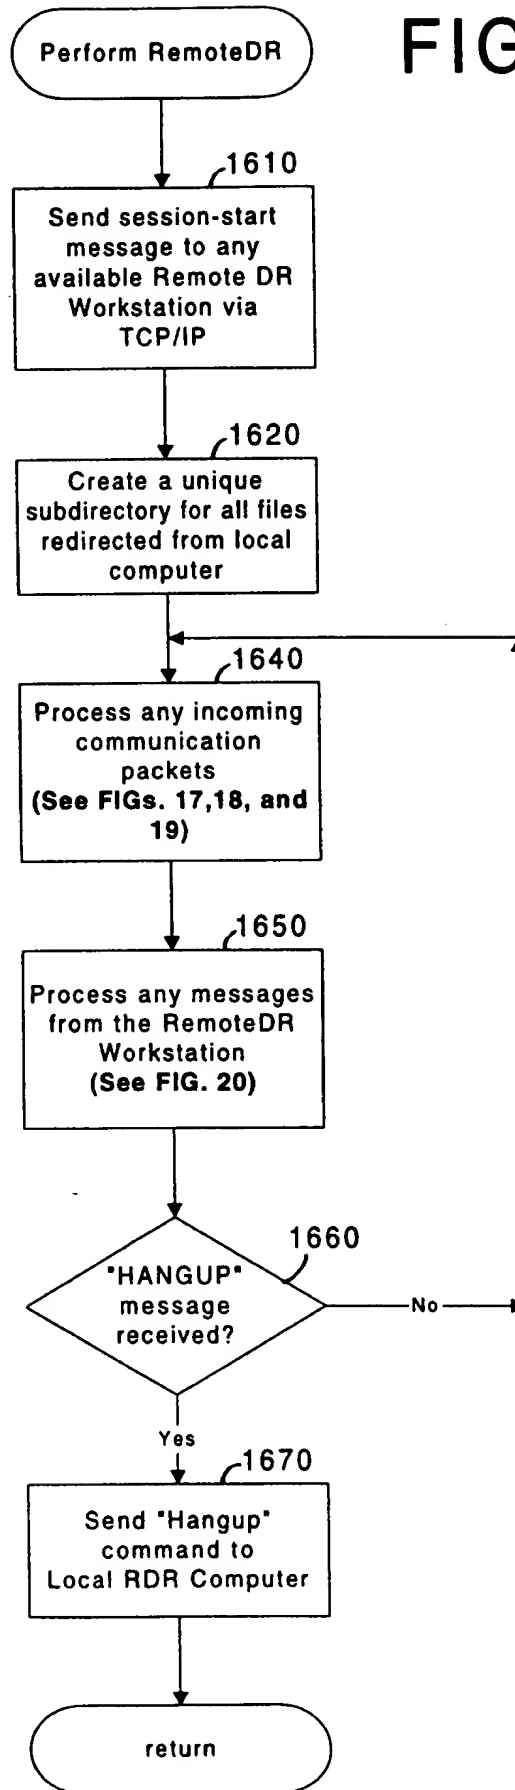 Perform RemoteDR
FIG
1610
Send session-start
message to any
available Remote DR
Workstation via
TCP/IP
1620
Create a unique
subdirectory for all files
redirected from local
computer
1640
Process any incoming
communication
packets
(See FIGs. 17,18, and
19)
1650
Process any messages
from the RemoteDR
Workstation
(See FIG. 20)
1660
"HANGUP"
message
received?
No
Yes
1670
Send "Hangup"
command to
Local RDR Computer
return